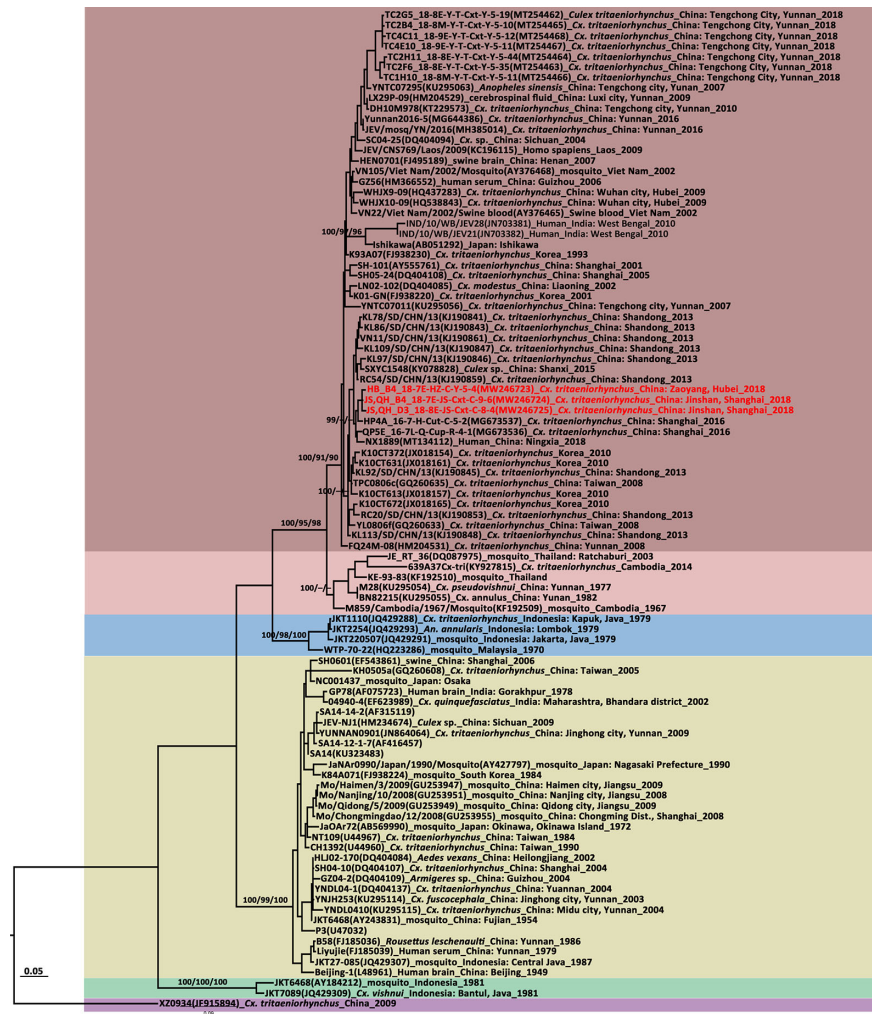 TC2G5_18-8E-Y-T-Cxt-Y-5-19(MT254462)_Culex tritaeniorhynchus_China: Tengchong City, Yunnan_2018
TC2B4_18-8M-Y-T-Cxt-Y-5-10(MT254465)_Cx. tritaeniorhynchus_China: Tengchong City, Yunnan_2018
TC4C11_18-9E-Y-T-Cxt-Y-5-12(MT254468)_Cx. tritaeniorhynchus_China: Tengchong City, Yunnan_2018
TC4E10_18-9E-Y-T-Cxt-Y-5-11(MT254467)_Cx. tritaeniorhynchus_China: Tengchong City, Yunnan_2018
TC2H11_18-8E-Y-T-Cxt-Y-5-44(MT254464)_Cx. tritaeniorhynchus_China: Tengchong City, Yunnan_2018
TC2F6_18-8E-Y-T-Cxt-Y-5-35(MT254463)_Cx. tritaeniorhynchus_China: Tengchong City, Yunnan_2018
TC1H10_18-8M-Y-T-Cxt-Y-5-11(MT254466)_Cx. tritaeniorhynchus_China: Tengchong City, Yunnan_2018
YNTC07295(KU295063)_Anopheles sinensis_China: Tengchong city, Yunnan_2007
LX29P-09(HM204529)_cerebrospinal fluid_China: Luxi city, Yunnan_2009
DH10M978(KT229573)_Cx. tritaeniorhynchus_China: Tengchong city, Yunnan_2010
Yunnan2016-5(MG644386)_Cx. tritaeniorhynchus_China: Yunnan_2016
JEV/mosq/YN/2016(MH385014)_Cx. tritaeniorhynchus_China: Yunnan_2016
SC04-25(DQ404094)_Cx. sp._China: Sichuan_2004
JEV/CNS769/Laos/2009(KC196115)_Homo spapiens_Laos_2009
HEN0701(FJ495189)_swine brain_China: Henan_2007
VN105/Viet Nam/2002/Mosquito(AY376468)_mosquito_Viet Nam_2002
GZ56(HM366552)_human serum_China: Guizhou_2006
WHJX9-09(HQ437283)_Cx. tritaeniorhynchus_China: Wuhan city, Hubei_2009
WHJX10-09(HQ538843)_Cx. tritaeniorhynchus_China: Wuhan city, Hubei_2009
VN22/Viet Nam/2002/Swine blood(AY376465)_Swine blood_Viet Nam_2002
IND/10/WB/JEV28(JN703381)_Human_India: West Bengal_2010
100/97/96
IND/10/WB/JEV21(JN703382)_Human_India: West Bengal_2010
Ishikawa(AB051292)_Japan: Ishikawa
K93A07(FJ938230)_Cx. tritaeniorhynchus_Korea_1993
SH-101(AY555761)_Cx. tritaeniorhynchus_China: Shanghai_2001
SH05-24(DQ404108)_Cx. tritaeniorhynchus_China: Shanghai_2005
LN02-102(DQ404085)_Cx. modestus_China: Liaoning_2002
K01-GN(FJ938220)_Cx. tritaeniorhynchus_Korea_2001
YNTC07011(KU295056)_Cx. tritaeniorhynchus_China: Tengchong city, Yunnan_2007
KL78/SD/CHN/13(KJ190841)_Cx. tritaeniorhynchus_China: Shandong_2013
KL86/SD/CHN/13(KJ190843)_Cx. tritaeniorhynchus_China: Shandong_2013
VN11/SD/CHN/13(KJ190861)_Cx. tritaeniorhynchus_China: Shandong_2013
KL109/SD/CHN/13(KJ190847)_Cx. tritaeniorhynchus_China: Shandong_2013
KL97/SD/CHN/13(KJ190846)_Cx. tritaeniorhynchus_China: Shandong_2013
SXYC1548(KY078828)_Culex sp._China: Shanxi_2015
RC54/SD/CHN/13(KJ190859)_Cx. tritaeniorhynchus_China: Shandong_2013
HB_B4_18-7E-HZ-C-Y-5-4(MW246723)_Cx. tritaeniorhynchus_China: Zaoyang, Hubei_2018
JS,QH_B4_18-7E-JS-Cxt-C-9-6(MW246724)_Cx. tritaeniorhynchus_China: Jinshan, Shanghai_2018
JS,QH_D3_18-8E-JS-Cxt-C-8-4(MW246725)_Cx. tritaeniorhynchus_China: Jinshan, Shanghai_2018
99/-/-
HP4A_16-7-H-Cut-C-5-2(MG673537)_Cx. tritaeniorhynchus_China: Shanghai_2016
QP5E_16-7L-Q-Cup-R-4-1(MG673536)_Cx. tritaeniorhynchus_China: Shanghai_2016
NX1889(MT134112)_Human_China: Ningxia_2018
K10CT372(JX018154)_Cx. tritaeniorhynchus_Korea_2010
100/91/90
K10CT631(JX018161)_Cx. tritaeniorhynchus_Korea_2010
KL92/SD/CHN/13(KJ190845)_Cx. tritaeniorhynchus_China: Shandong_2013
TPC0806c(GQ260635)_Cx. tritaeniorhynchus_China: Taiwan_2008
100/-/-
K10CT613(JX018157)_Cx. tritaeniorhynchus_Korea_2010
K10CT672(JX018165)_Cx. tritaeniorhynchus_Korea_2010
RC20/SD/CHN/13(KJ190853)_Cx. tritaeniorhynchus_China: Shandong_2013
100/95/98
YL0806f(GQ260633)_Cx. tritaeniorhynchus_China: Taiwan_2008
KL113/SD/CHN/13(KJ190848)_Cx. tritaeniorhynchus_China: Shandong_2013
FQ24M-08(HM204531)_Cx. tritaeniorhynchus_China: Yunnan_2008
JE_RT_36(DQ087975)_mosquito_Thailand: Ratchaburi_2003
639A37Cx-tri(KY927815)_Cx. tritaeniorhynchus_Cambodia_2014
KE-93-83(KF192510)_mosquito_Thailand
100/-/-
M28(KU295054)_Cx. pseudovishnui_China: Yunnan_1977
BN82215(KU295055)_Cx. annulus_China: Yunan_1982
M859/Cambodia/1967/Mosquito(KF192509)_mosquito_Cambodia_1967
JKT1110(JQ429288)_Cx. tritaeniorhynchus_Indonesia: Kapuk, Java_1979
JKT2254(JQ429293)_An. annularis_Indonesia: Lombok_1979
100/98/100
JKT220507(JQ429291)_mosquito_Indonesia: Jakarta, Java_1979
WTP-70-22(HQ223286)_mosquito_Malaysia_1970
SH0601(EF543861)_swine_China: Shanghai_2006
KH0505a(GQ260608)_Cx. tritaeniorhynchus_China: Taiwan_2005
NC001437_mosquito_Japan: Osaka
GP78(AF075723)_Human brain_India: Gorakhpur_1978
04940-4(EF623989)_Cx. quinquefasciatus_India: Maharashtra, Bhandara district_2002
SA14-14-2(AF315119)
JEV-NJ1(HM234674)_Culex sp._China: Sichuan_2009
YUNNAN0901(JN864064)_Cx. tritaeniorhynchus_China: Jinghong city, Yunnan_2009
SA14-12-1-7(AF416457)
SA14(KU323483)
JaNAr0990/Japan/1990/Mosquito(AY427797)_mosquito_Japan: Nagasaki Prefecture_1990
K84A071(FJ938224)_mosquito_South Korea_1984
Mo/Haimen/3/2009(GU253947)_mosquito_China: Haimen city, Jiangsu_2009
Mo/Nanjing/10/2008(GU253951)_mosquito_China: Nanjing city, Jiangsu_2008
Mo/Qidong/5/2009(GU253949)_mosquito_China: Qidong city, Jiangsu_2009
Mo/Chongmingdao/12/2008(GU253955)_mosquito_China: Chongming Dist., Shanghai_2008
JaOAr72(AB569990)_mosquito_Japan: Okinawa, Okinawa Island_1972
NT109(U44967)_Cx. tritaeniorhynchus_China: Taiwan_1984
CH1392(U44960)_Cx. tritaeniorhynchus_China: Taiwan_1990
HLJ02-170(DQ404084)_Aedes vexans_China: Heilongjiang_2002
SH04-10(DQ404107)_Cx. tritaeniorhynchus_China: Shanghai_2004
GZ04-2(DQ404109)_Armigeres sp._China: Guizhou_2004
YNDL04-1(DQ404137)_Cx. tritaeniorhynchus_China: Yuannan_2004
100/99/100
YNJH253(KU295114)_Cx. fuscocephala_China: Jinghong city, Yunnan_2003
YNDL0410(KU295115)_Cx. tritaeniorhynchus_China: Midu city, Yunnan_2004
JKT6468(AY243831)_mosquito_China: Fujian_1954
P3(U47032)
B58(FJ185036)_Rousettus leschenaulti_China: Yunnan_1986
Liyujie(FJ185039)_Human serum_China: Yunnan_1979
JKT27-085(JQ429307)_mosquito_Indonesia: Central Java_1987
Beijing-1(L48961)_Human brain_China: Beijing_1949
0.05
100/100/100
JKT6468(AY184212)_mosquito_Indonesia_1981
JKT7089(JQ429309)_Cx. vishnui_Indonesia: Bantul, Java_1981
XZ0934(JF915894)_Cx. tritaeniorhynchus_China_2009